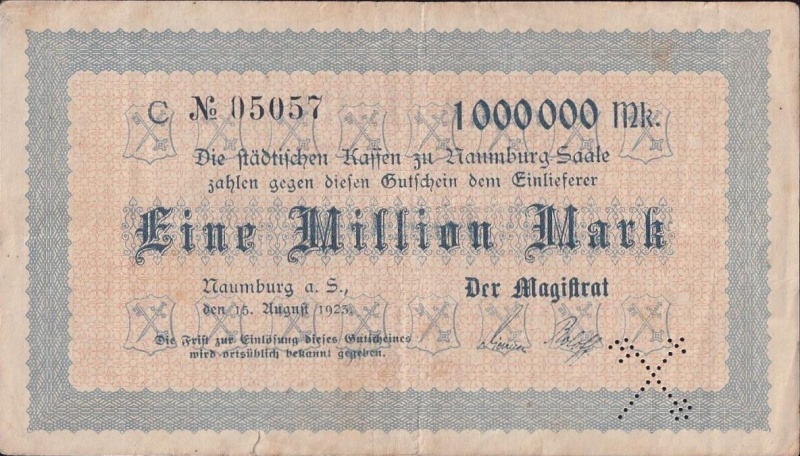 C № 05057 1000000 Mk.
Die städtischen Kassen zu Naumburg-Saale
zahlen gegen diesen Gutschein dem Einlieferer
Eine Million Mark
Naumburg a. S., Der Magistrat
den 15. August 1923.
Die Frist zur Einlösung dieses Gutscheines
wird ortsüblich bekannt gegeben.